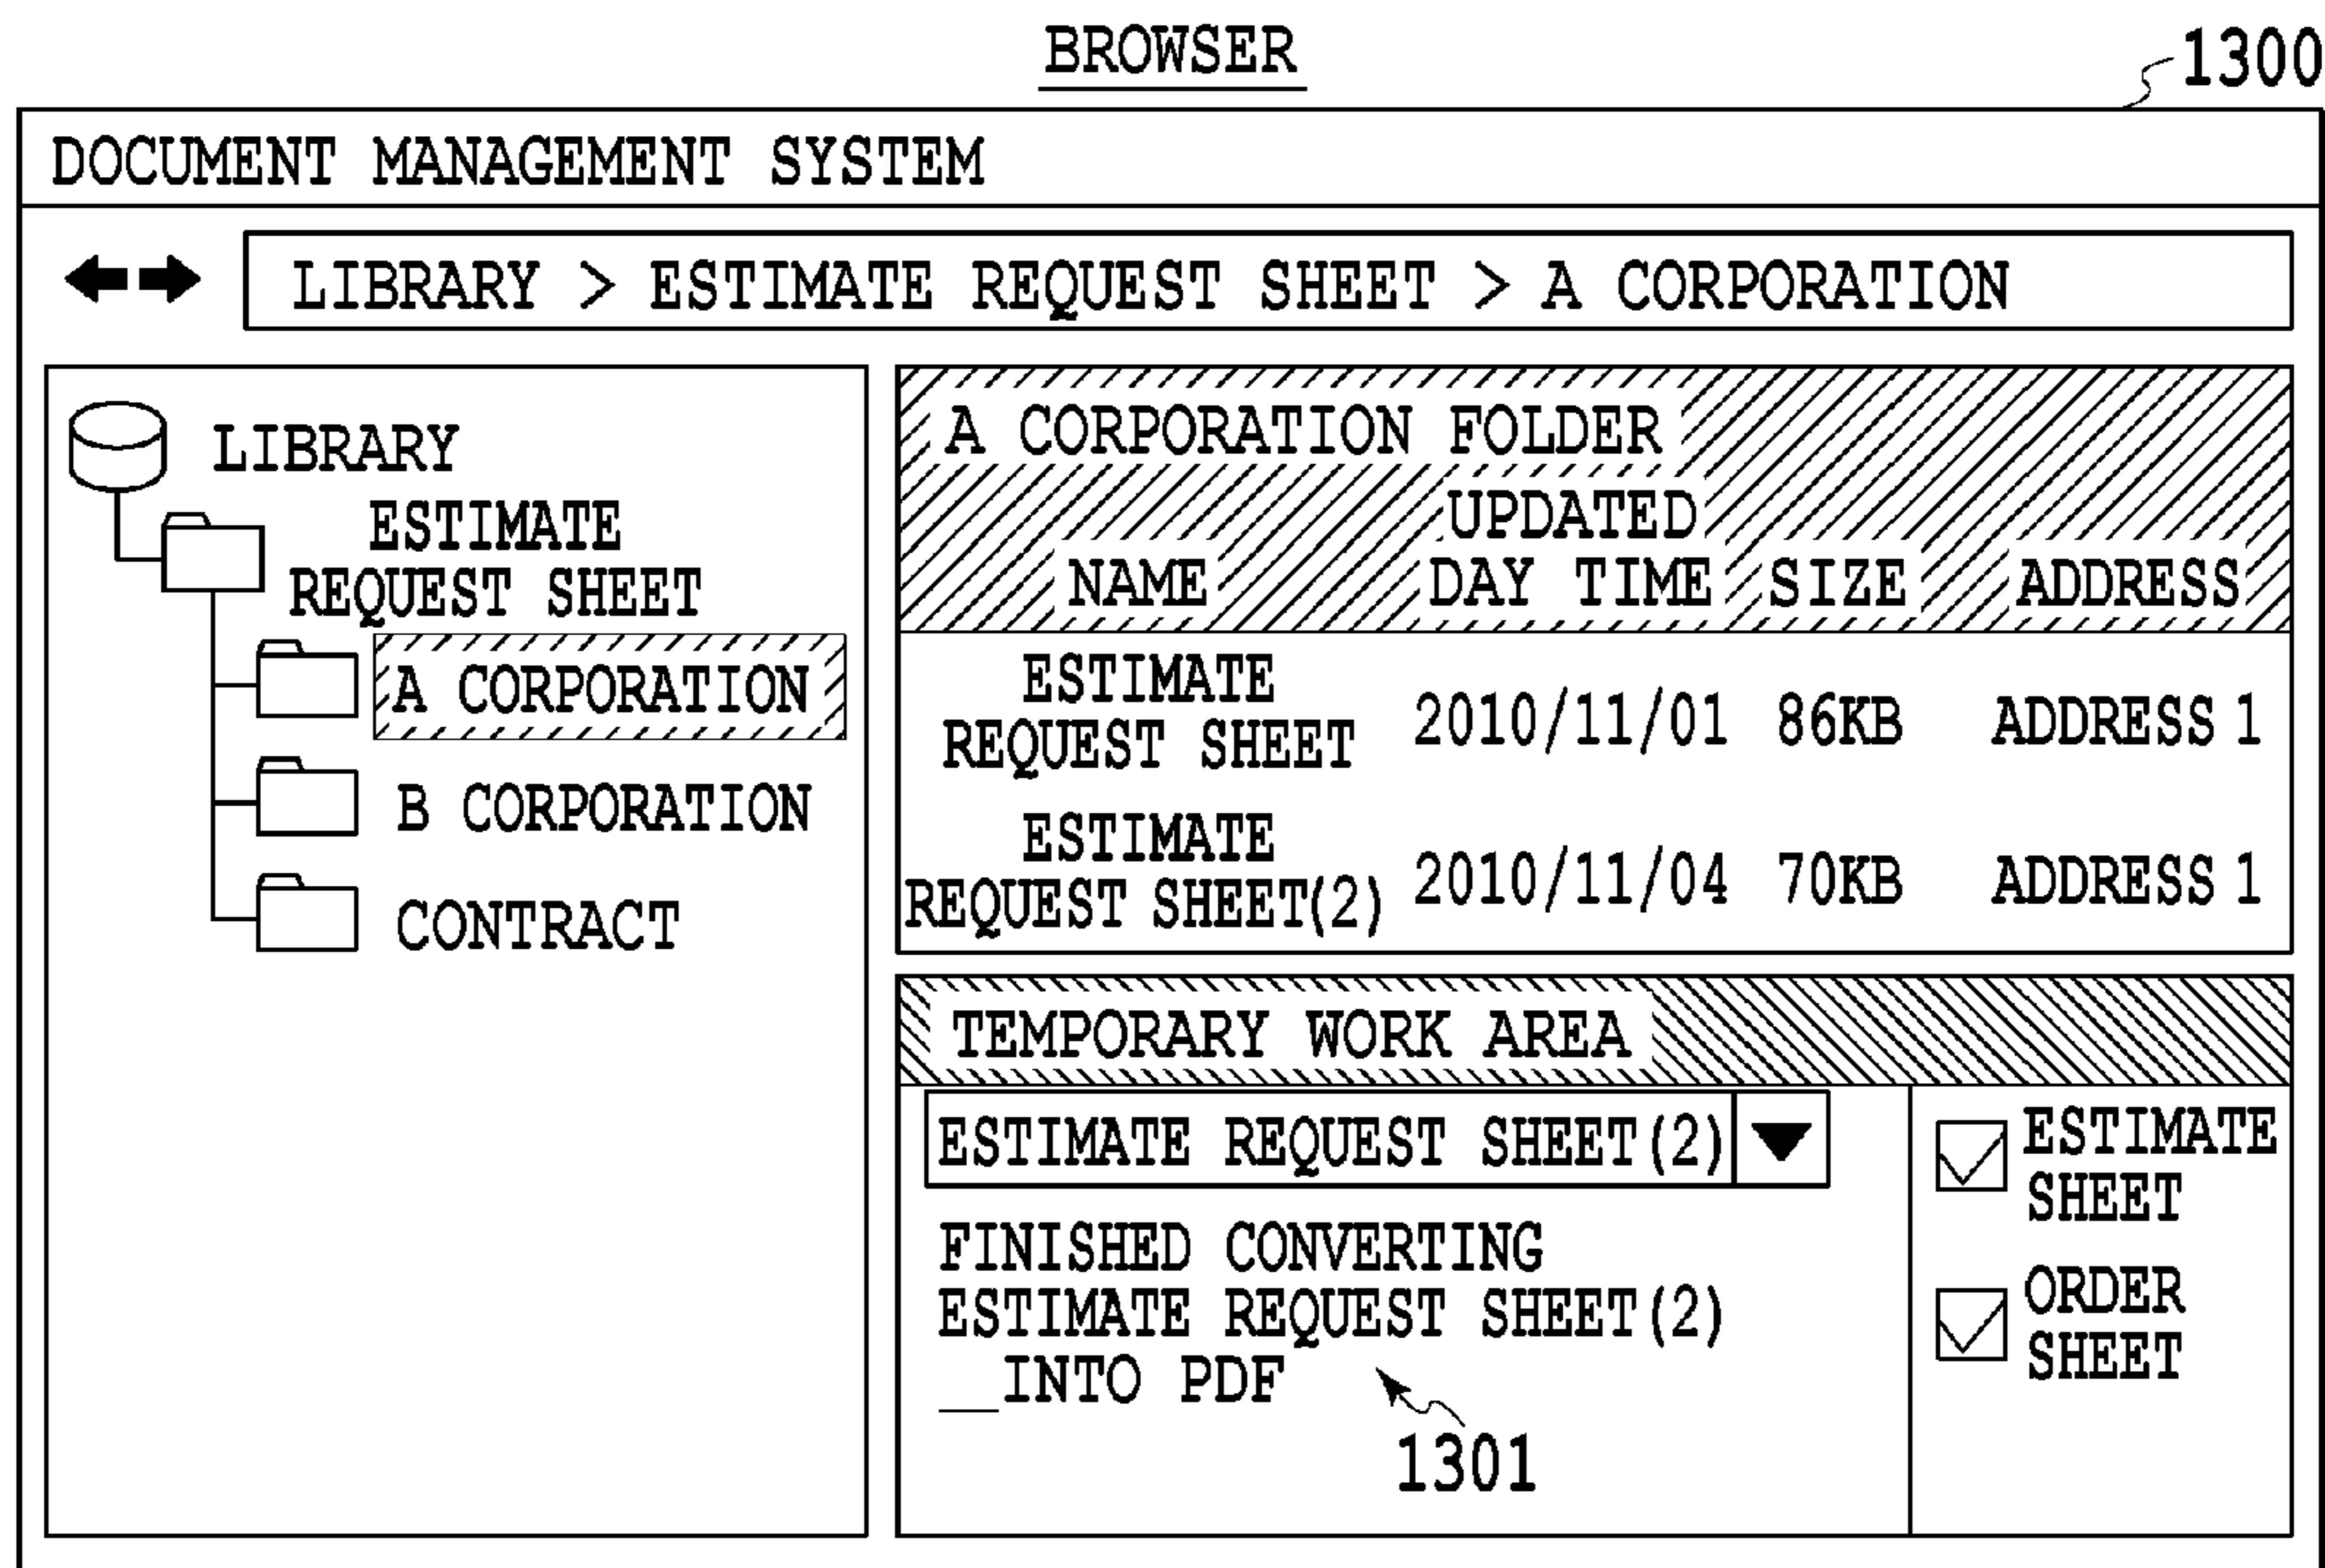 BROWSER
1300
DOCUMENT MANAGEMENT SYSTEM
LIBRARY > ESTIMATE REQUEST SHEET > A CORPORATION
LIBRARY
ESTIMATE
REQUEST SHEET
A CORPORATION
B CORPORATION
CONTRACT
A CORPORATION FOLDER
UPDATED
NAME DAY TIME SIZE ADDRESS
ESTIMATE
REQUEST SHEET 2010/11/01 86KB ADDRESS 1
ESTIMATE
REQUEST SHEET(2) 2010/11/04 70KB ADDRESS 1
TEMPORARY WORK AREA
ESTIMATE REQUEST SHEET(2)
FINISHED CONVERTING
ESTIMATE REQUEST SHEET(2)
__INTO PDF
1301
ESTIMATE
SHEET
ORDER
SHEET